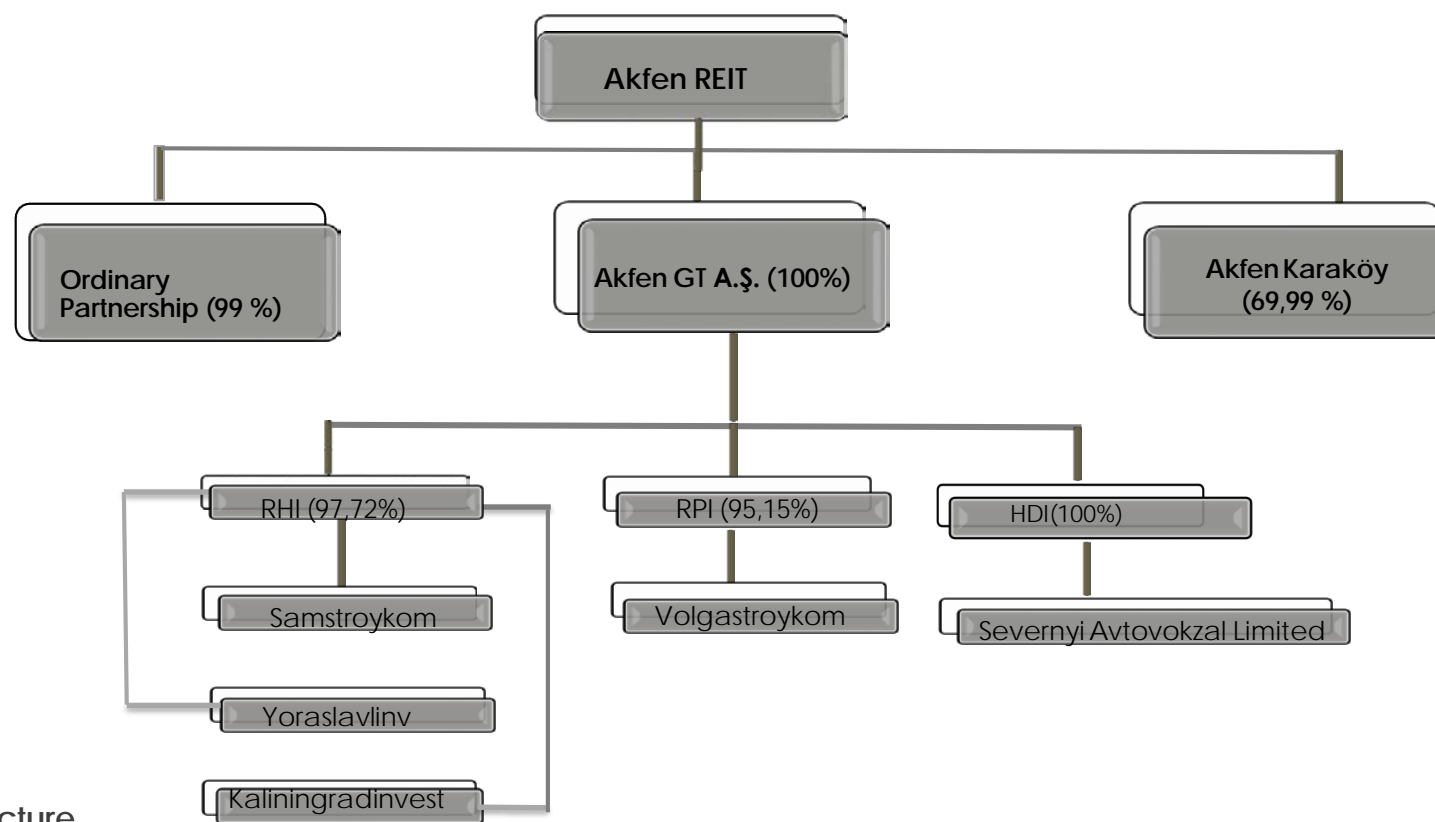 Akfen REIT
Ordinary
Partnership (99 %)
Akfen GT A.Ş. (100%)
Akfen Karaköy
(69,99 %)
RHI (97,72%)
RPI (95,15%)
HDI(100%)
Samstroykom
Volgastroykom
Severnyi Avtovokzal Limited
Yoraslavlinv
Kaliningradinvest
cture